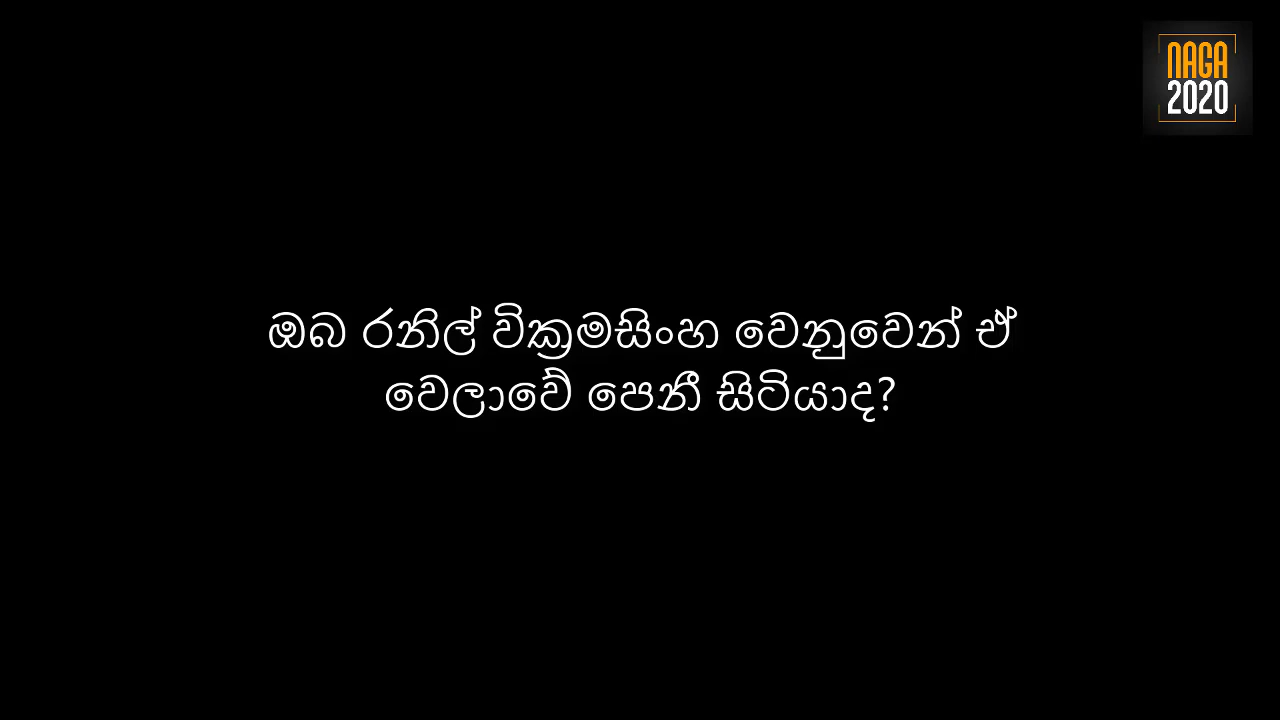 NAGA
2020
ඔබ රනිල් වික්‍රමසිංහ වෙනුවෙන් ඒ
වෙලාවේ පෙනී සිටියාද?